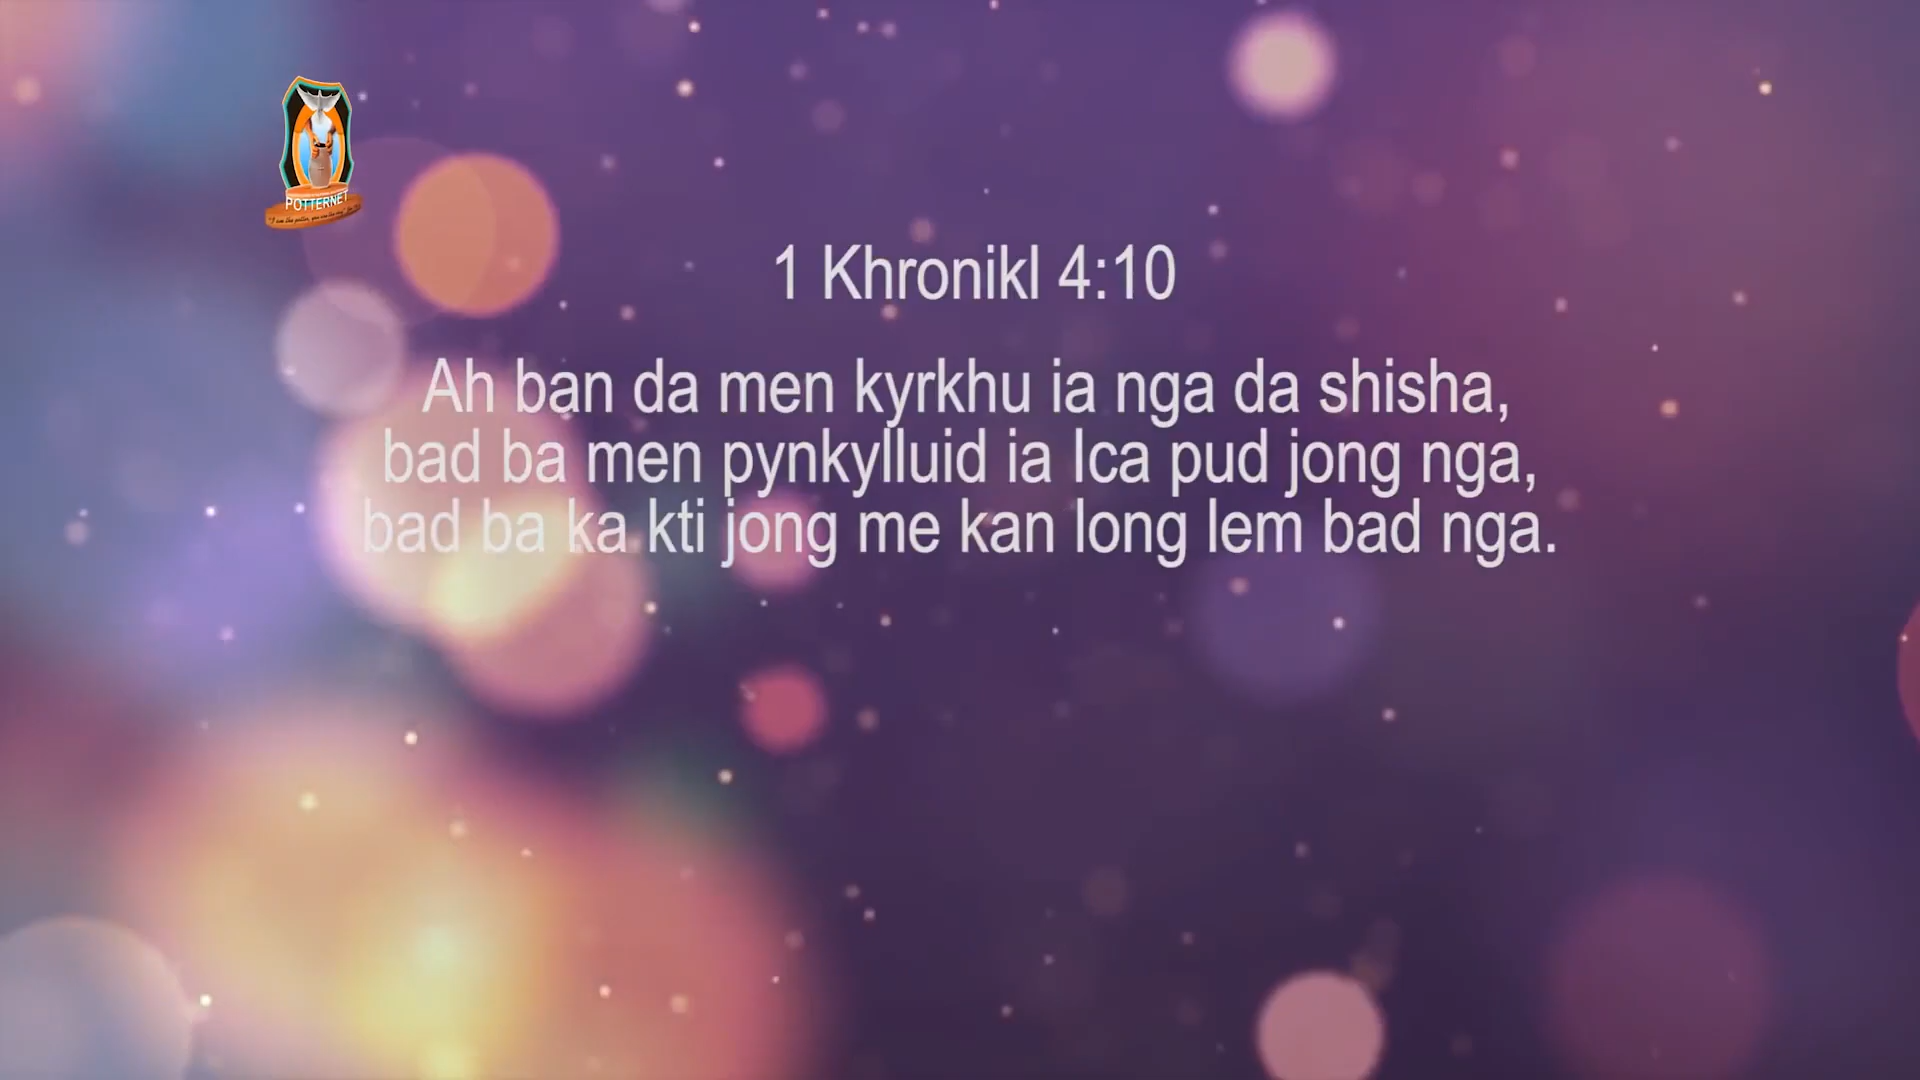 POTTERNET
1 Khronikl 4:10
Ah ban da men kyrkhu ia nga da shisha,
bad ba men pynkylluid ia Ica pud jong nga,
bad ba ka kti jong me kan long lem bad nga.